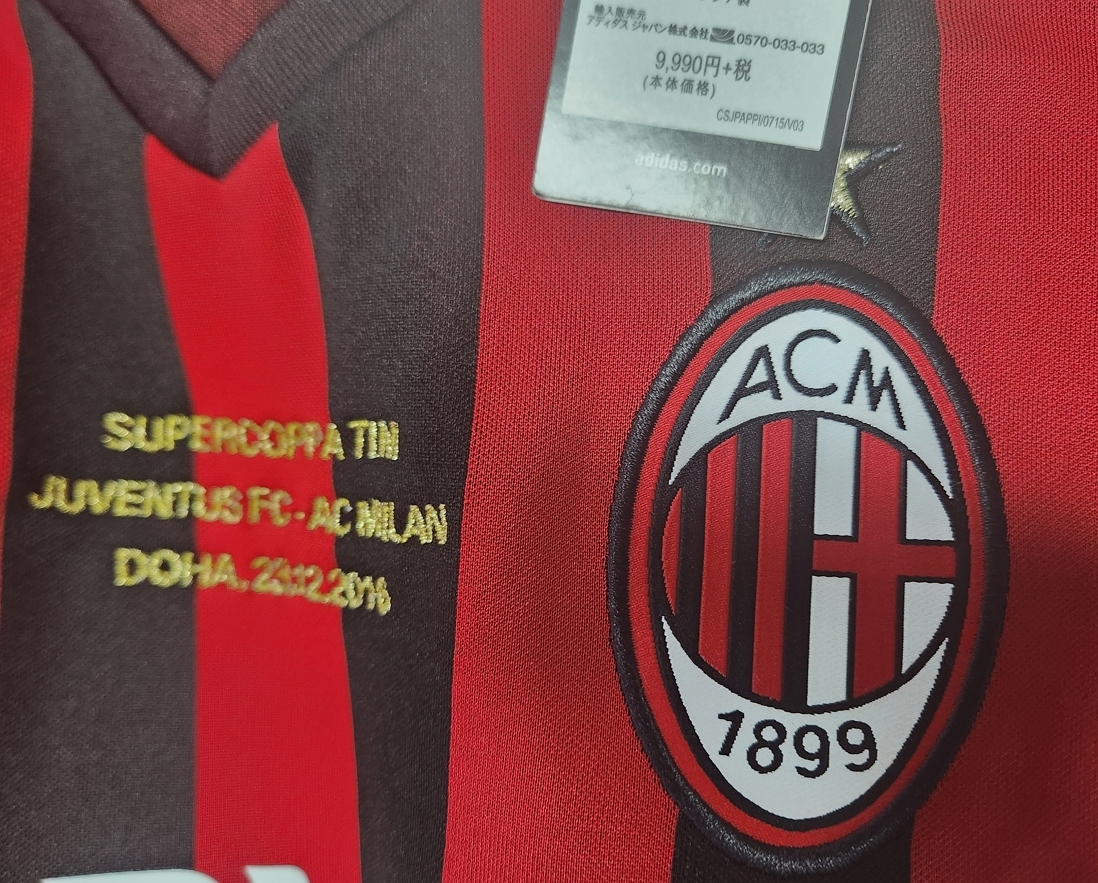 輸入販売元
アディダス ジャパン株式会社 0570-033-033
9,990円+税
(本体価格)
CSJPAPPI/0715/V03
adidas.com
ACM
1899
SUPERCOPPA TIM
JUVENTUS FC - AC MILAN
DOHA, 23.12.2016